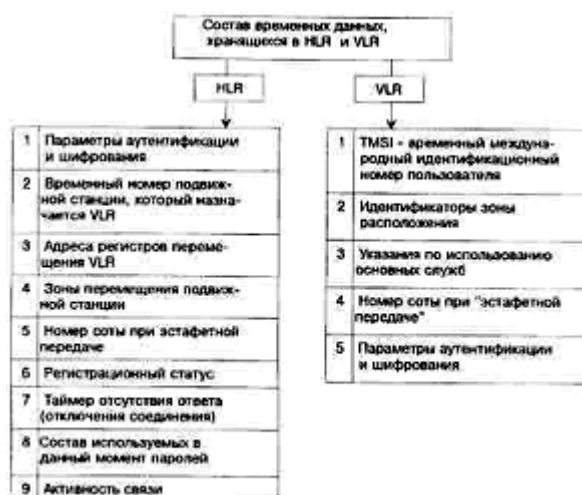 Состав временных данных,
хранящихся в HLR и VLR
HLR
VLR
1 Параметры аутентификации
и шифрования
2 Временный номер подвиж-
ной станции, который назна-
чается VLR
3 Адреса регистров переме-
щения VLR
4 Зоны перемещения подвиж-
ной станции
5 Номер соты при эстафетной
передаче
6 Регистрационный статус
7 Таймер отсутствия ответа
(отключения соединения)
8 Состав используемых в
данный момент паролей
9 Активность связи
1 TMSI - временный междуна-
родный идентификационный
номер пользователя
2 Идентификаторы зоны
расположения
3 Указания по использованию
основных служб
4 Номер соты при "эстафетной
передаче"
5 Параметры аутентификации
и шифрования